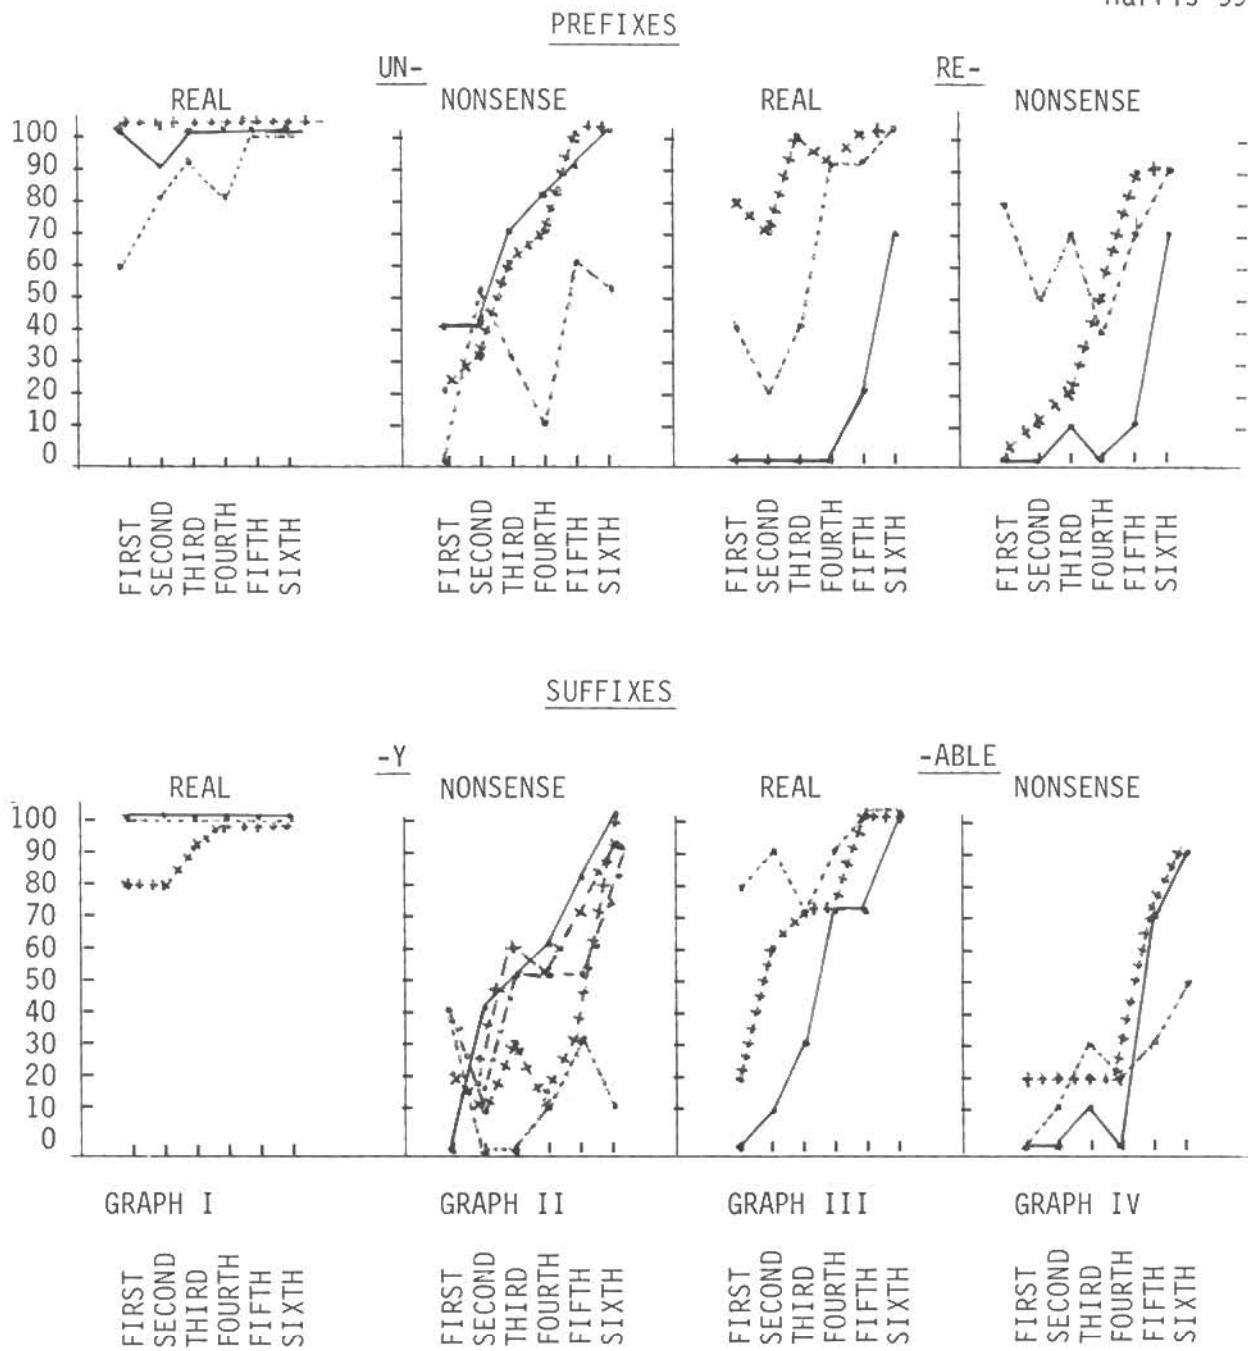 PREFIXES
UN- RE-
REAL NONSENSE REAL NONSENSE
100
90
80
70
60
50
40
30
20
10
0
FIRST SECOND THIRD FOURTH FIFTH SIXTH FIRST SECOND THIRD FOURTH FIFTH SIXTH FIRST SECOND THIRD FOURTH FIFTH SIXTH FIRST SECOND THIRD FOURTH FIFTH SIXTH
SUFFIXES
-Y -ABLE
REAL NONSENSE REAL NONSENSE
100
90
80
70
60
50
40
30
20
10
0
GRAPH I GRAPH II GRAPH III GRAPH IV
FIRST SECOND THIRD FOURTH FIFTH SIXTH FIRST SECOND THIRD FOURTH FIFTH SIXTH FIRST SECOND THIRD FOURTH FIFTH SIXTH FIRST SECOND THIRD FOURTH FIFTH SIXTH